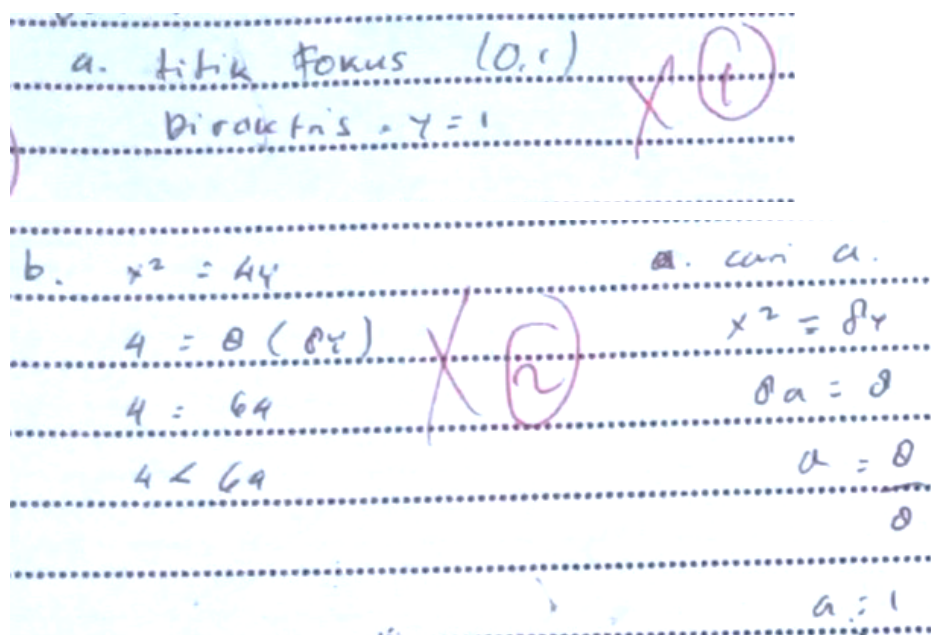 a. titik Fokus (0,1)
Diraktris . Y = 1
X 1
b. x² = 4y
4 = 8 ( 8Y )
4 = 64
4 < 64
X 2
a. cari a.
x² = 8Y
8a = 8
a = 8
8
a = 1